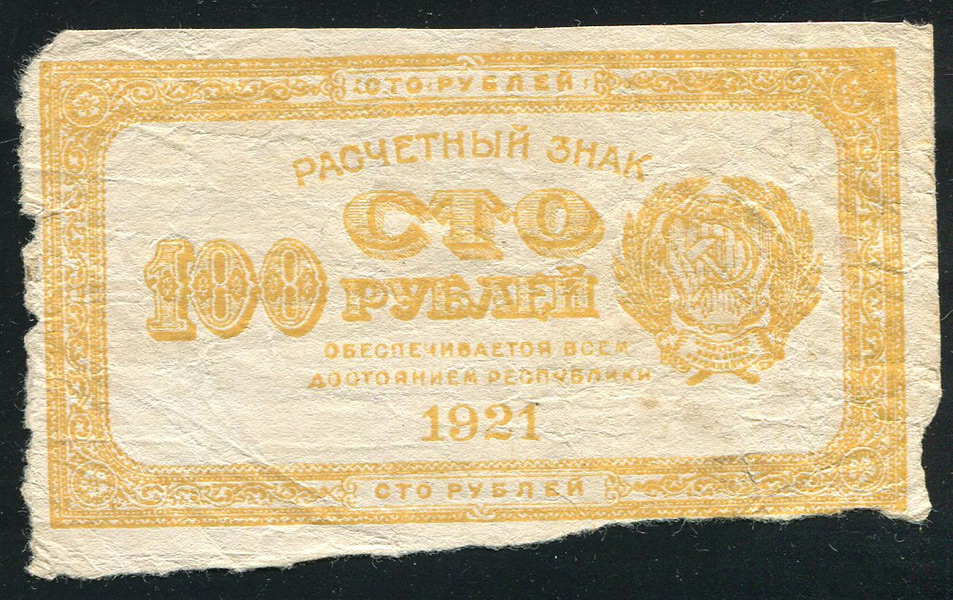 СТО РУБЛЕЙ
РАСЧЕТНЫЙ ЗНАК
СТО
100 РУБЛЕЙ
ОБЕСПЕЧИВАЕТСЯ ВСЕМ
ДОСТОЯНИЕМ РЕСПУБЛИКИ
1921
СТО РУБЛЕЙ